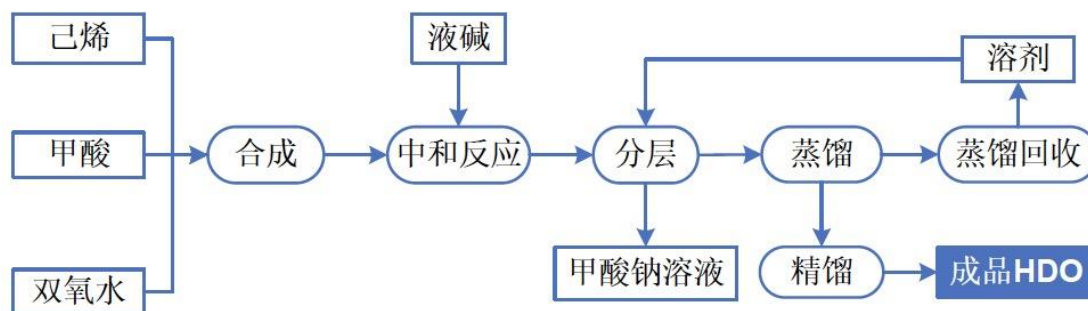 己烯
液碱
溶剂
甲酸
合成
中和反应
分层
蒸馏
蒸馏回收
双氧水
甲酸钠溶液
精馏
成品HDO